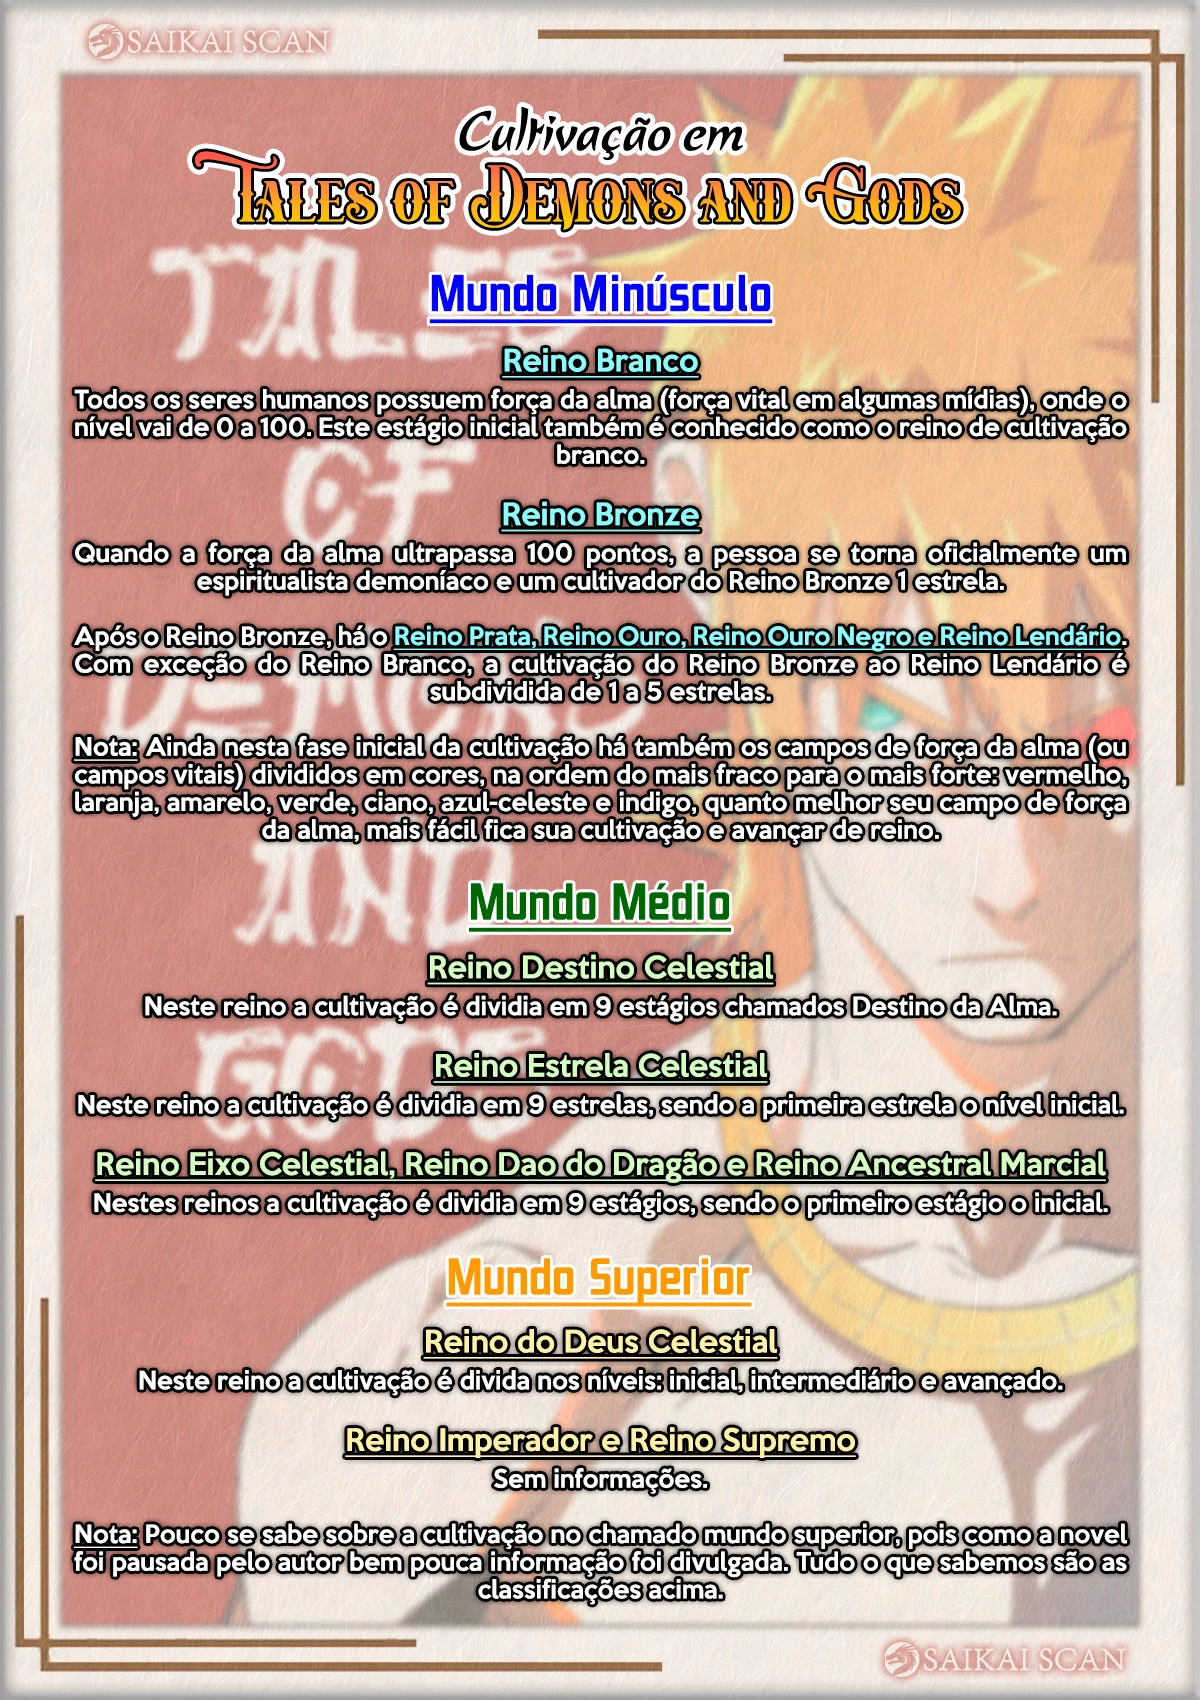 SAIKAI SCAN
Cultivação em
TALES OF DEMONS AND GODS
TALES
Mundo Minúsculo
Reino Branco
Todos os seres humanos possuem força da alma (força vital em algumas mídias), onde o
nível vai de 0 a 100. Este estágio inicial também é conhecido como o reino de cultivação
branco.
OF
Reino Bronze
Quando a força da alma ultrapassa 100 pontos, a pessoa se torna oficialmente um
espiritualista demoníaco e um cultivador do Reino Bronze 1 estrela.
Após o Reino Bronze, há o Reino Prata, Reino Ouro, Reino Ouro Negro e Reino Lendário.
Com exceção do Reino Branco, a cultivação do Reino Bronze ao Reino Lendário é
subdividida de 1 a 5 estrelas.
DEMONS
Nota: Ainda nesta fase inicial da cultivação há também os campos de força da alma (ou
campos vitais) divididos em cores, na ordem do mais fraco para o mais forte: vermelho,
laranja, amarelo, verde, ciano, azul-celeste e indigo, quanto melhor seu campo de força
da alma, mais fácil fica sua cultivação e avançar de reino.
AND
Mundo Médio
Reino Destino Celestial
Neste reino a cultivação é dividia em 9 estágios chamados Destino da Alma.
GODS
Reino Estrela Celestial
Neste reino a cultivação é dividia em 9 estrelas, sendo a primeira estrela o nível inicial.
Reino Eixo Celestial, Reino Dao do Dragão e Reino Ancestral Marcial
Nestes reinos a cultivação é dividia em 9 estágios, sendo o primeiro estágio o inicial.
Mundo Superior
Reino do Deus Celestial
Neste reino a cultivação é divida nos níveis: inicial, intermediário e avançado.
Reino Imperador e Reino Supremo
Sem informações.
Nota: Pouco se sabe sobre a cultivação no chamado mundo superior, pois como a novel
foi pausada pelo autor bem pouca informação foi divulgada. Tudo o que sabemos são as
classificações acima.
SAIKAI SCAN